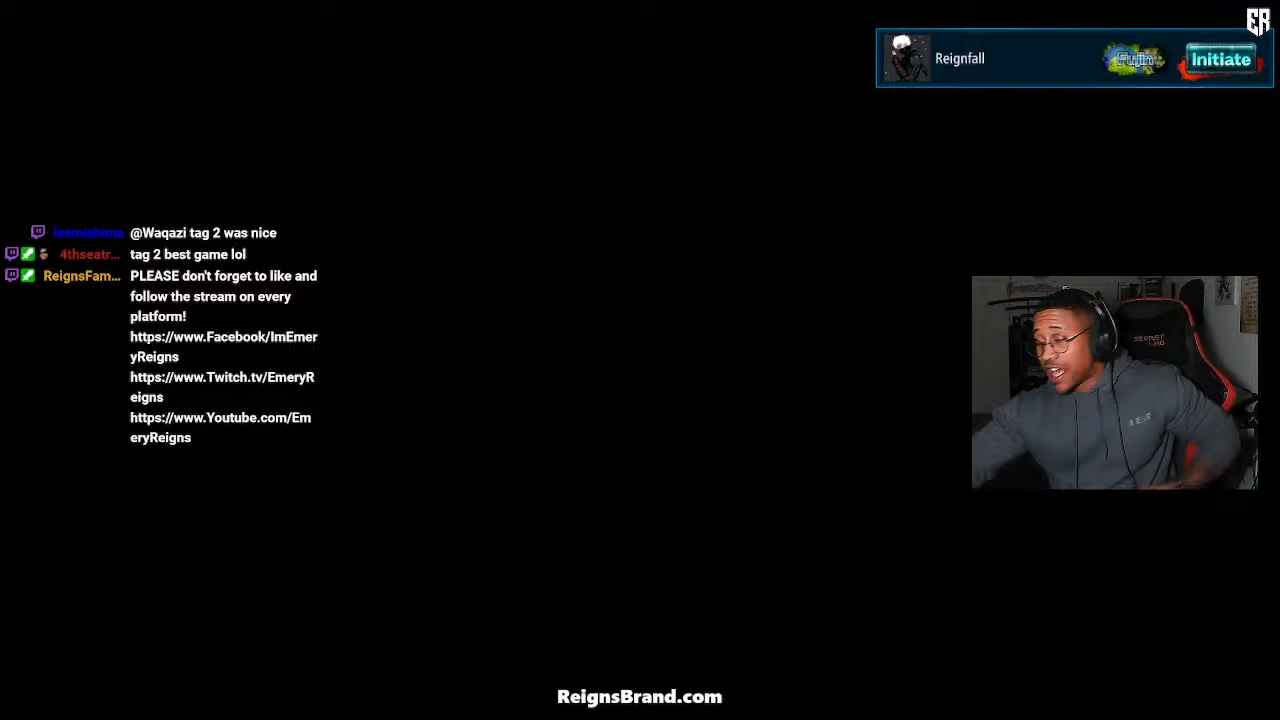 ER
Reignfall
Fujin
Initiate
leemishima @Waqazi tag 2 was nice
4thseatr... tag 2 best game lol
ReignsFam... PLEASE don't forget to like and
follow the stream on every
platform!
https://www.Facebook/ImEmer
yReigns
https://www.Twitch.tv/EmeryR
eigns
https://www.Youtube.com/Em
eryReigns
ReignsBrand.com